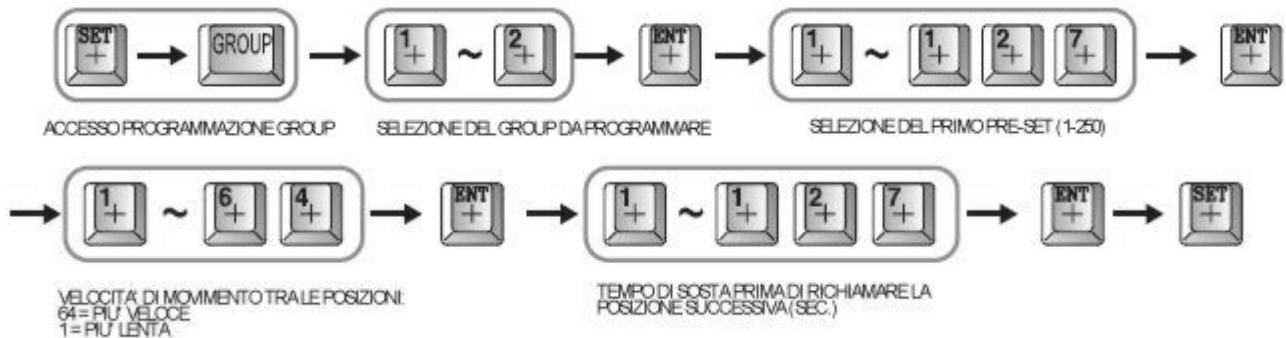 SET GROUP 1 ~ 2 ENT 1 ~ 1 2 7 ENT
ACCESSO PROGRAMMAZIONE GROUP
SELEZIONE DEL GROUP DA PROGRAMMARE
SELEZIONE DEL PRIMO PRE-SET (1-250)
1 ~ 6 4 ENT 1 ~ 1 2 7 ENT SET
VELOCITA' DI MOVIMENTO TRA LE POSIZIONI:
64 = PIU' VELOCE
1 = PIU' LENTA
TEMPO DI SOSTA PRIMA DI RICHIAMARE LA
POSIZIONE SUCCESSIVA (SEC.)